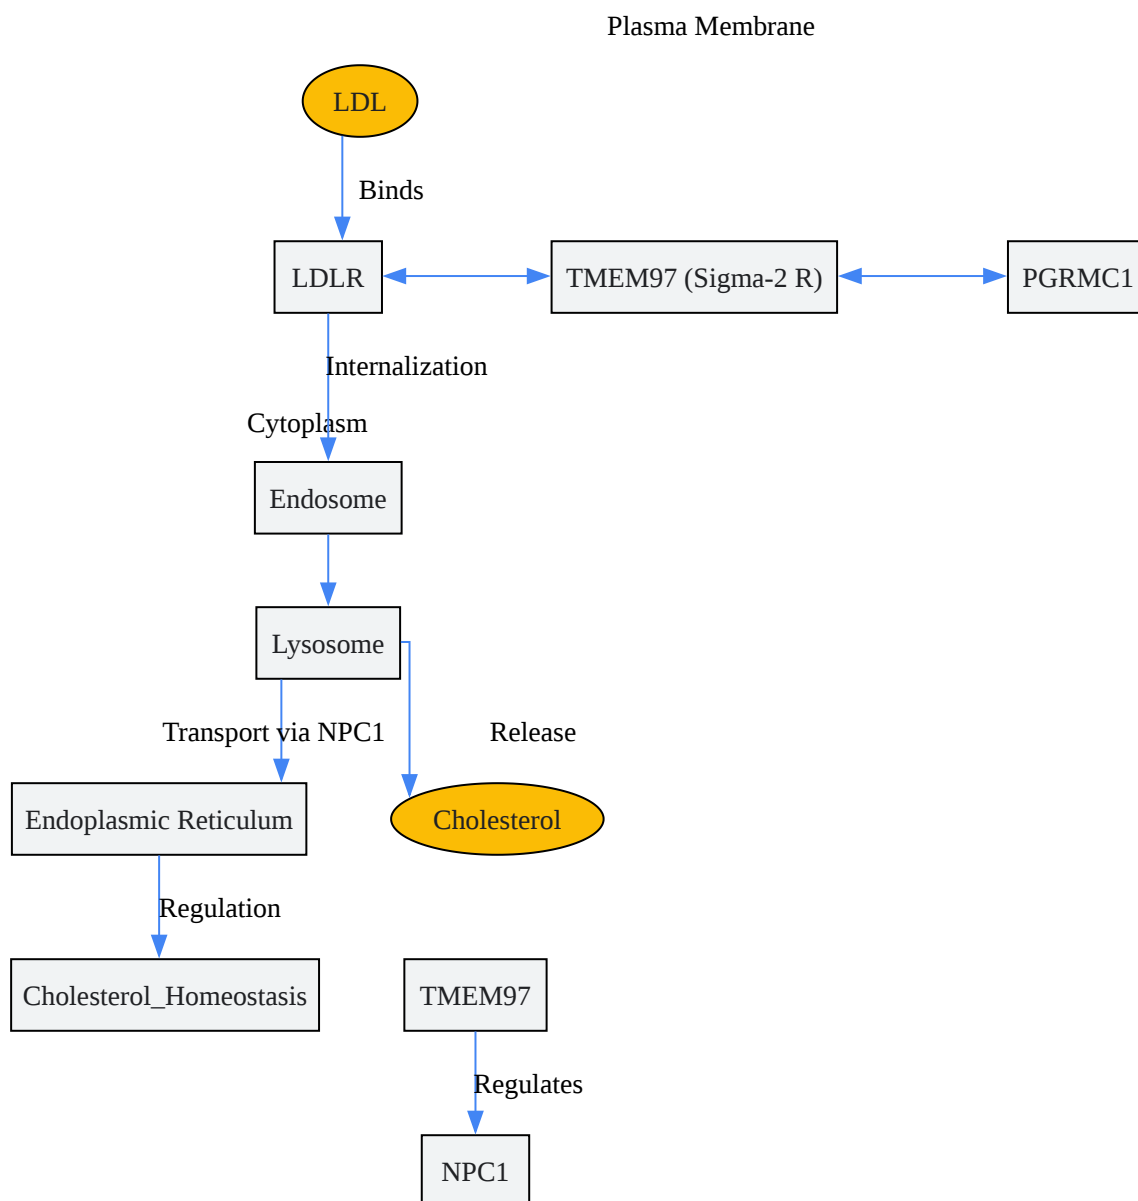 Plasma Membrane
LDL
Binds
LDLR
TMEM97 (Sigma-2 R)
PGRMC1
Internalization
Cytoplasm
Endosome
Lysosome
Transport via NPC1
Release
Endoplasmic Reticulum
Cholesterol
Regulation
Cholesterol_Homeostasis
TMEM97
Regulates
NPC1